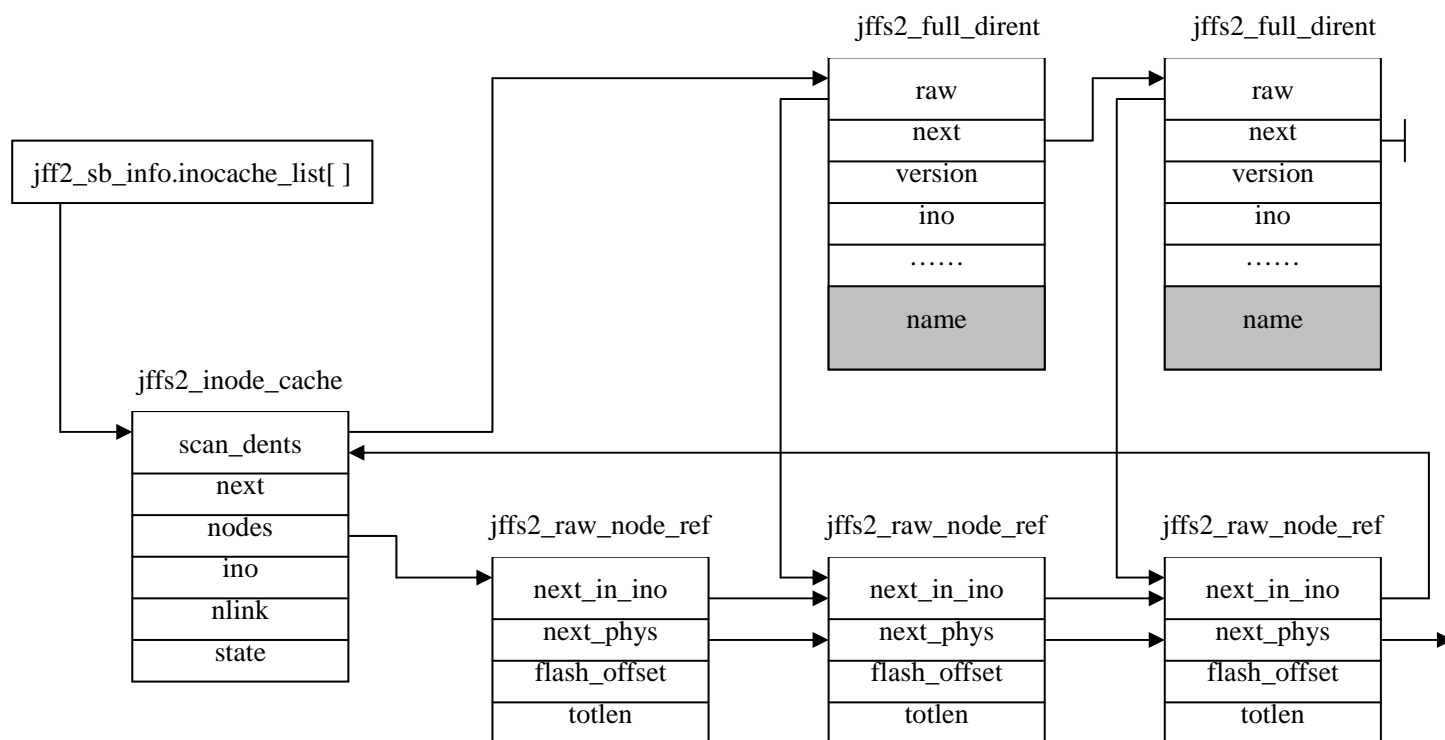 jffs2_full_dirent
raw
next
version
ino
……
name
jffs2_full_dirent
raw
next
version
ino
……
name
jff2_sb_info.inocache_list[ ]
jffs2_inode_cache
scan_dents
next
nodes
ino
nlink
state
jffs2_raw_node_ref
next_in_ino
next_phys
flash_offset
totlen
jffs2_raw_node_ref
next_in_ino
next_phys
flash_offset
totlen
jffs2_raw_node_ref
next_in_ino
next_phys
flash_offset
totlen